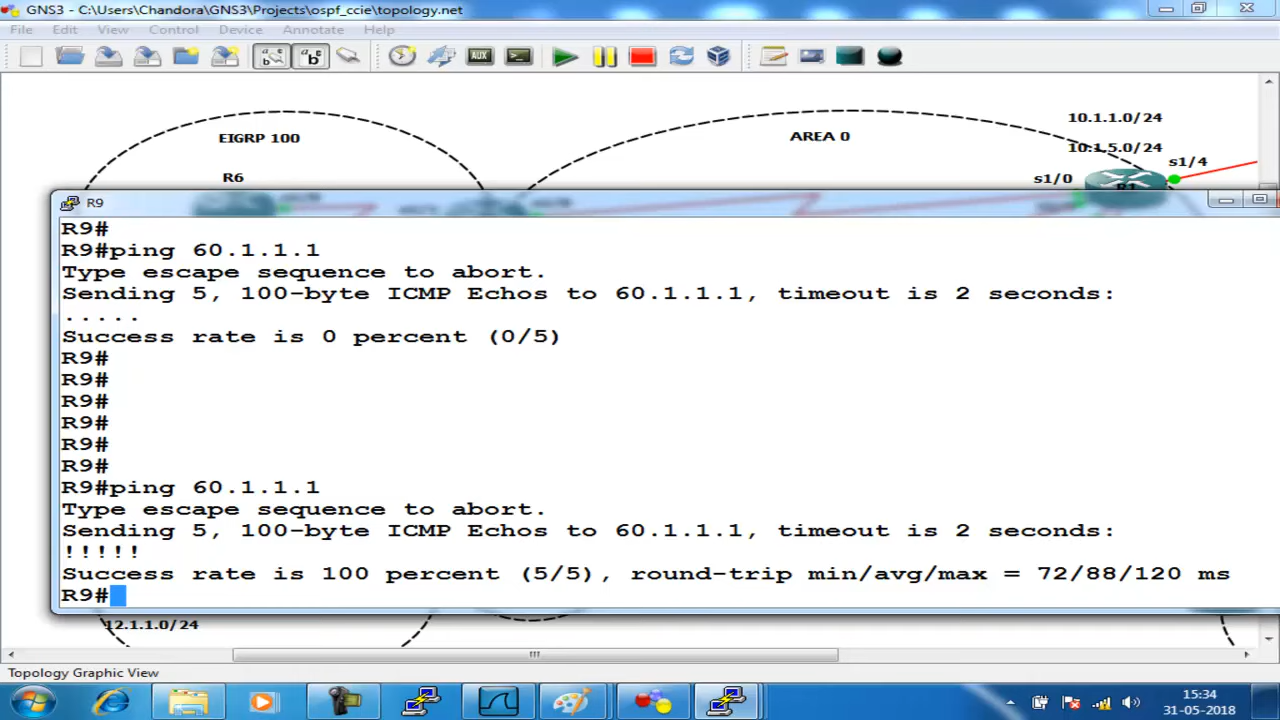 GNS3 - C:\Users\Chandora\GNS3\Projects\ospf_ccie\topology.net
File Edit View Control Device Annotate Help
AUX
10.1.1.0/24
EIGRP 100
AREA 0
10.1.5.0/24
s1/4
R6
s1/0
R1
R9
R9#
R9#ping 60.1.1.1
Type escape sequence to abort.
Sending 5, 100-byte ICMP Echos to 60.1.1.1, timeout is 2 seconds:
.....
Success rate is 0 percent (0/5)
R9#
R9#
R9#
R9#
R9#
R9#
R9#ping 60.1.1.1
Type escape sequence to abort.
Sending 5, 100-byte ICMP Echos to 60.1.1.1, timeout is 2 seconds:
!!!!!
Success rate is 100 percent (5/5), round-trip min/avg/max = 72/88/120 ms
R9#
12.1.1.0/24
Topology Graphic View
15:34
31-05-2018